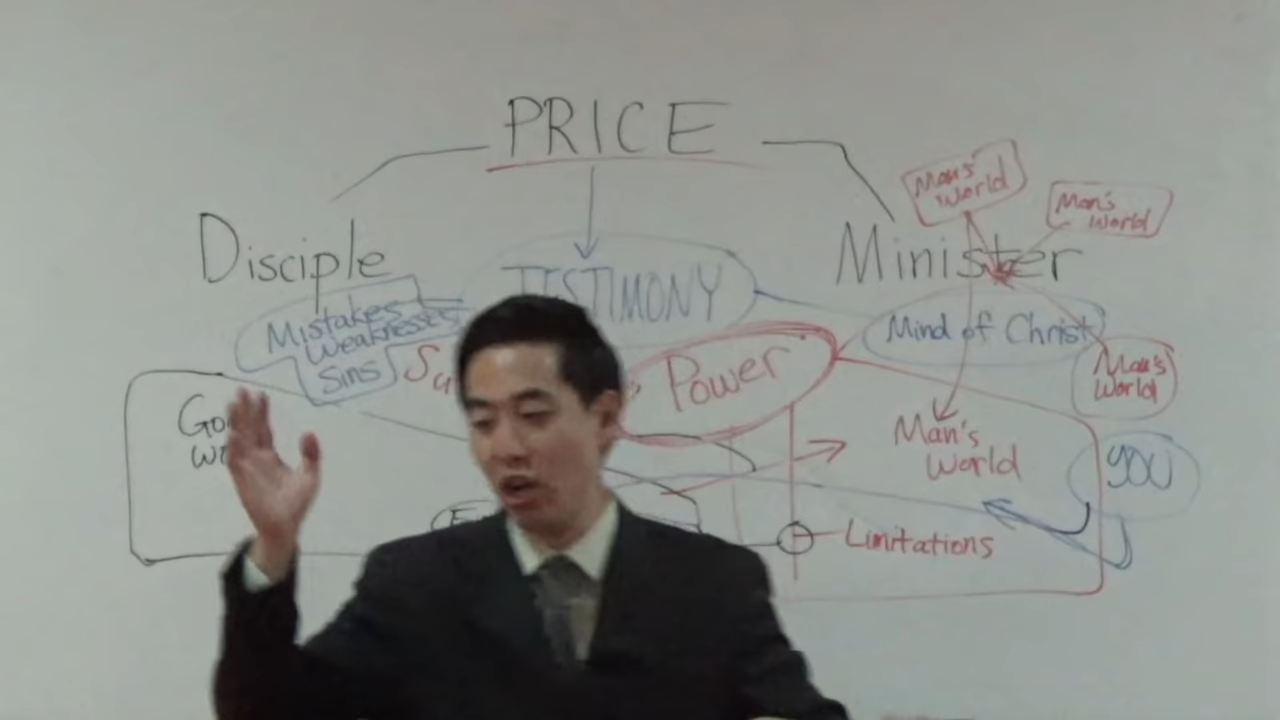 PRICE
Man's
World
Man's
World
Disciple
Minister
TESTIMONY
Mistakes
Weaknesses
Sins
Mind of Christ
Power
Man's
World
Man's
World
YOU
Limitations